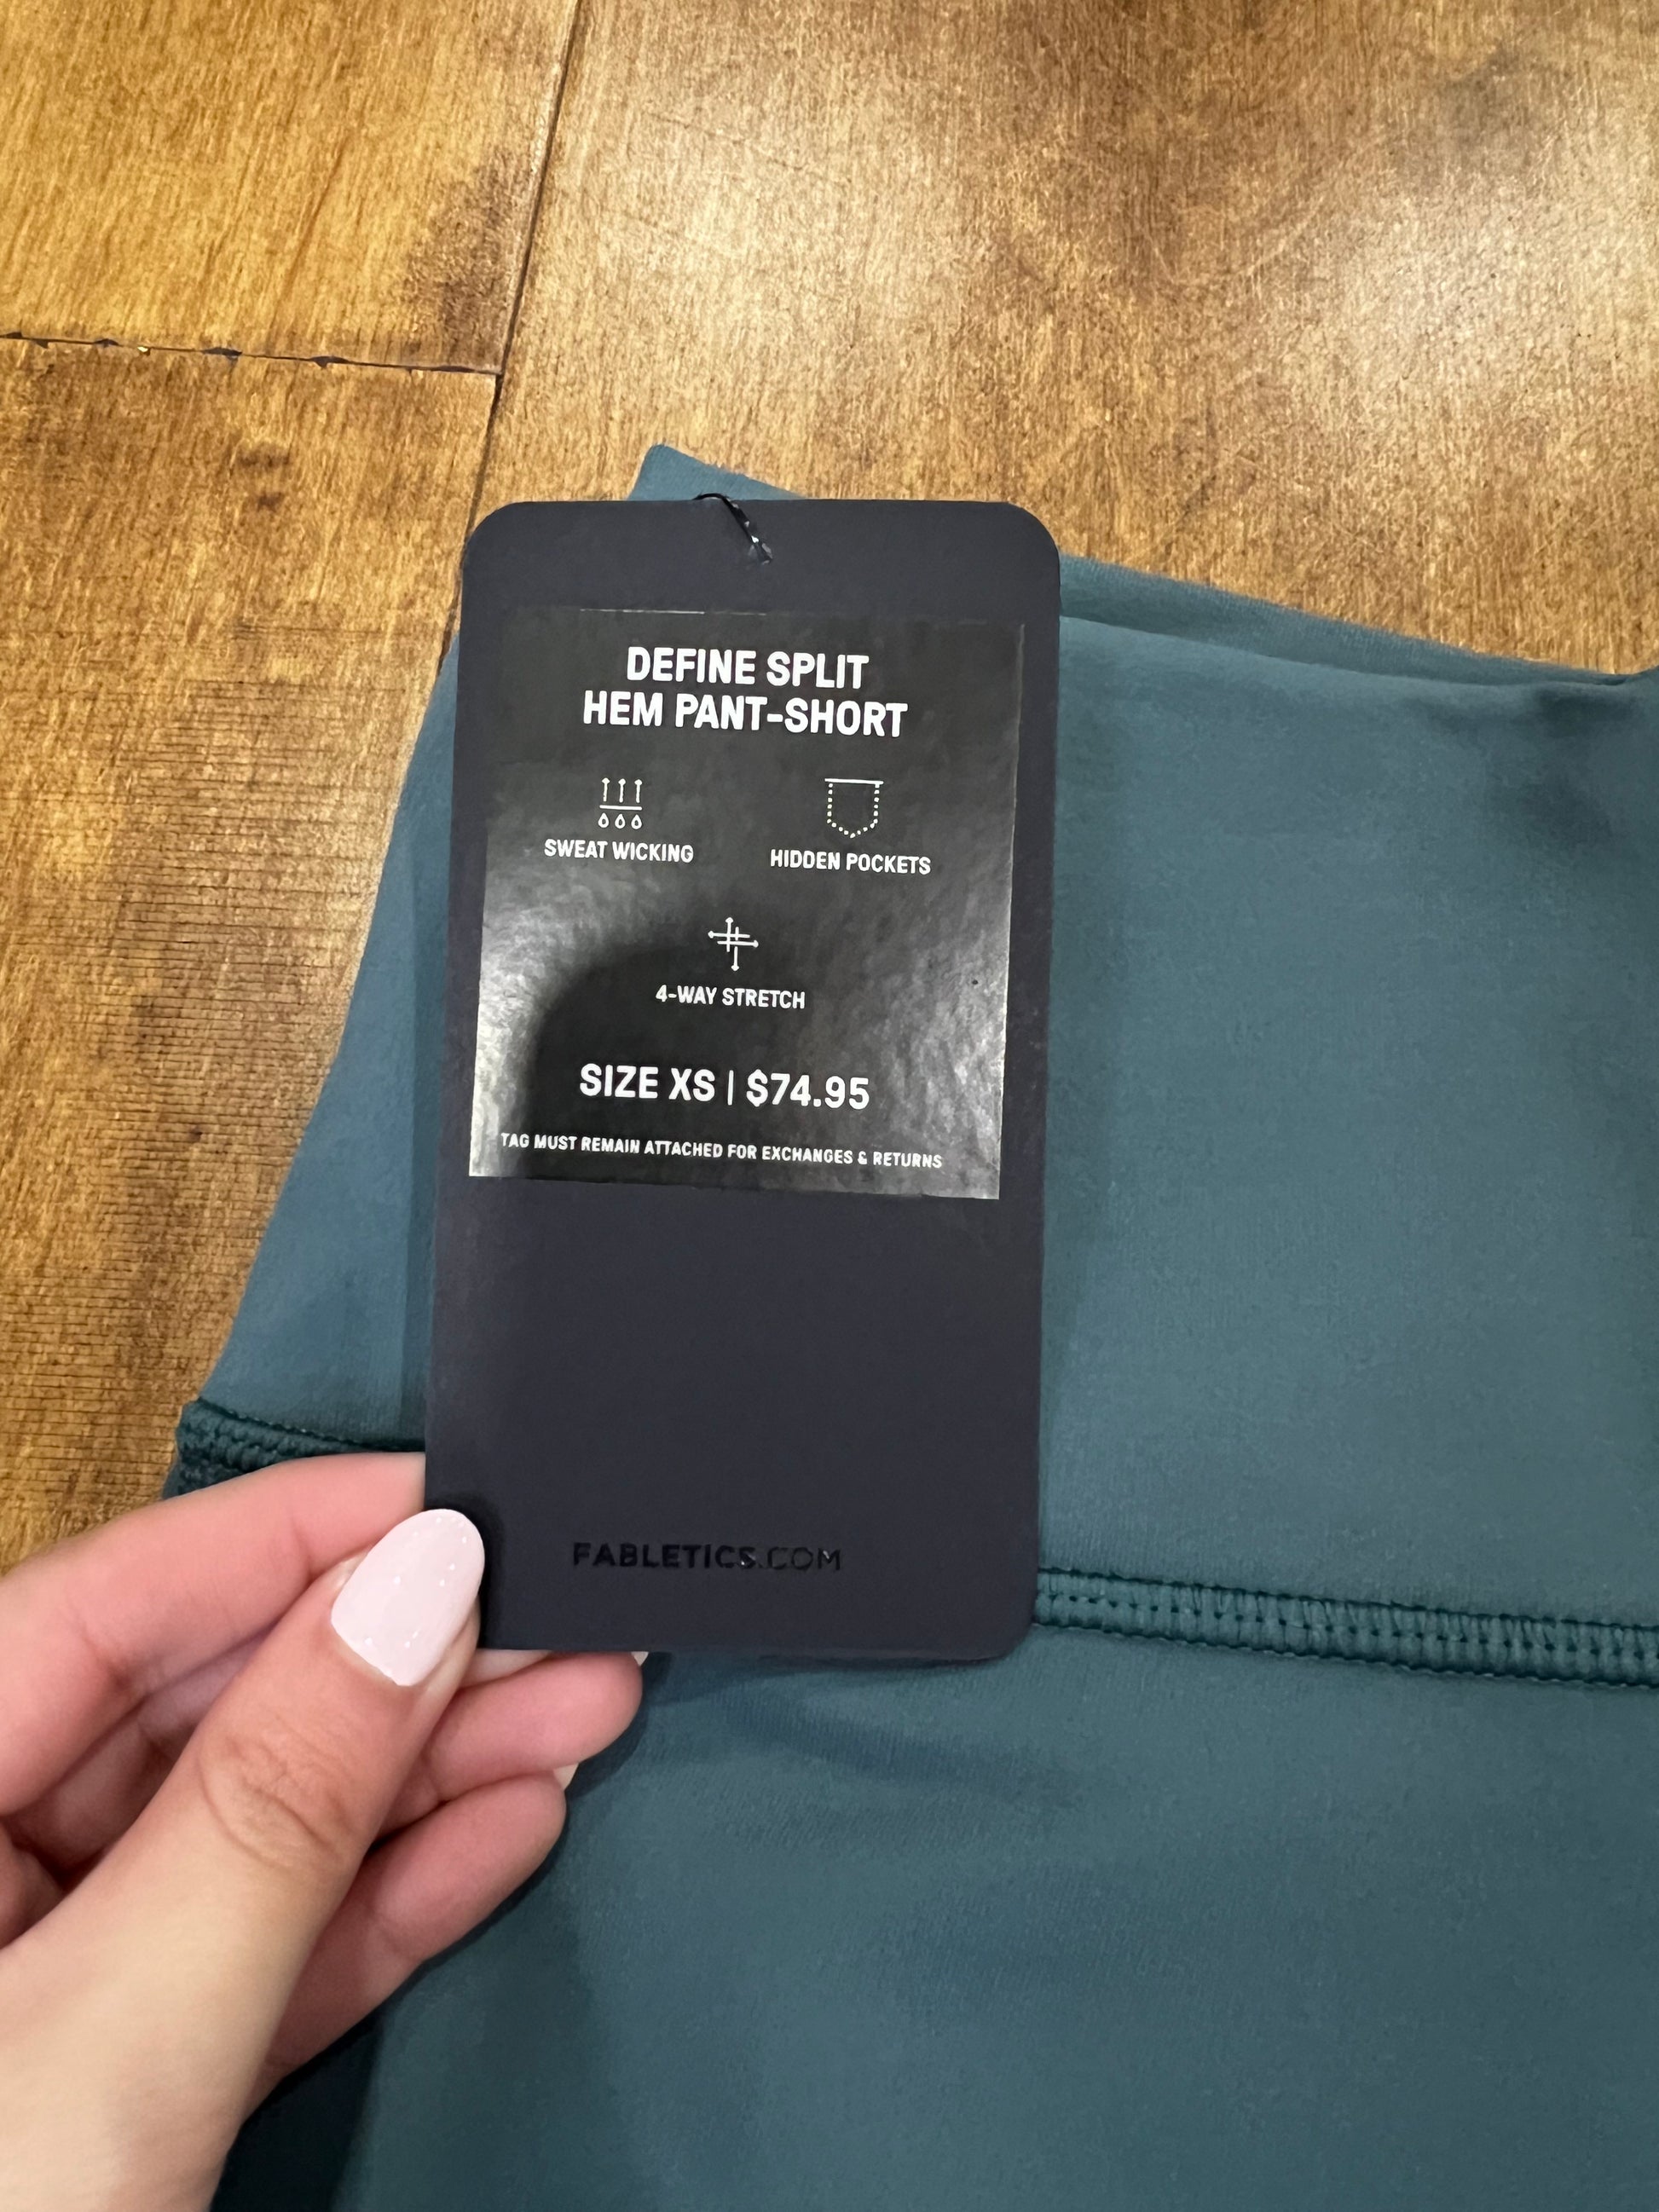 DEFINE SPLIT
HEM PANT-SHORT
SWEAT WICKING
HIDDEN POCKETS
4-WAY STRETCH
SIZE XS | $74.95
TAG MUST REMAIN ATTACHED FOR EXCHANGES & RETURNS
FABLETICS.COM